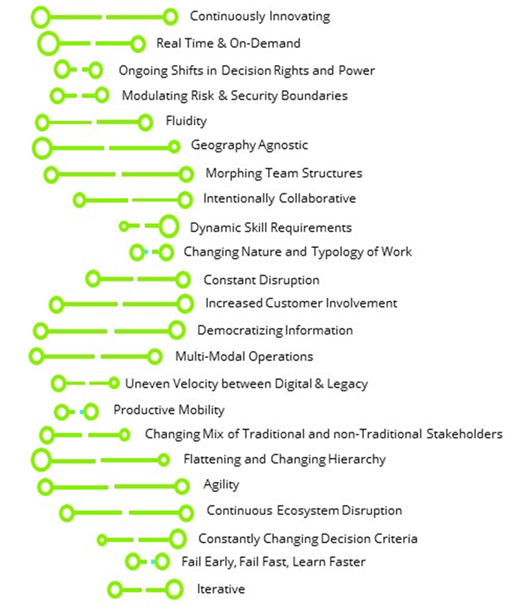 Continuously Innovating
Real Time & On-Demand
Ongoing Shifts in Decision Rights and Power
Modulating Risk & Security Boundaries
Fluidity
Geography Agnostic
Morphing Team Structures
Intentionally Collaborative
Dynamic Skill Requirements
Changing Nature and Typology of Work
Constant Disruption
Increased Customer Involvement
Democratizing Information
Multi-Modal Operations
Uneven Velocity between Digital & Legacy
Productive Mobility
Changing Mix of Traditional and non-Traditional Stakeholders
Flattening and Changing Hierarchy
Agility
Continuous Ecosystem Disruption
Constantly Changing Decision Criteria
Fail Early, Fail Fast, Learn Faster
Iterative